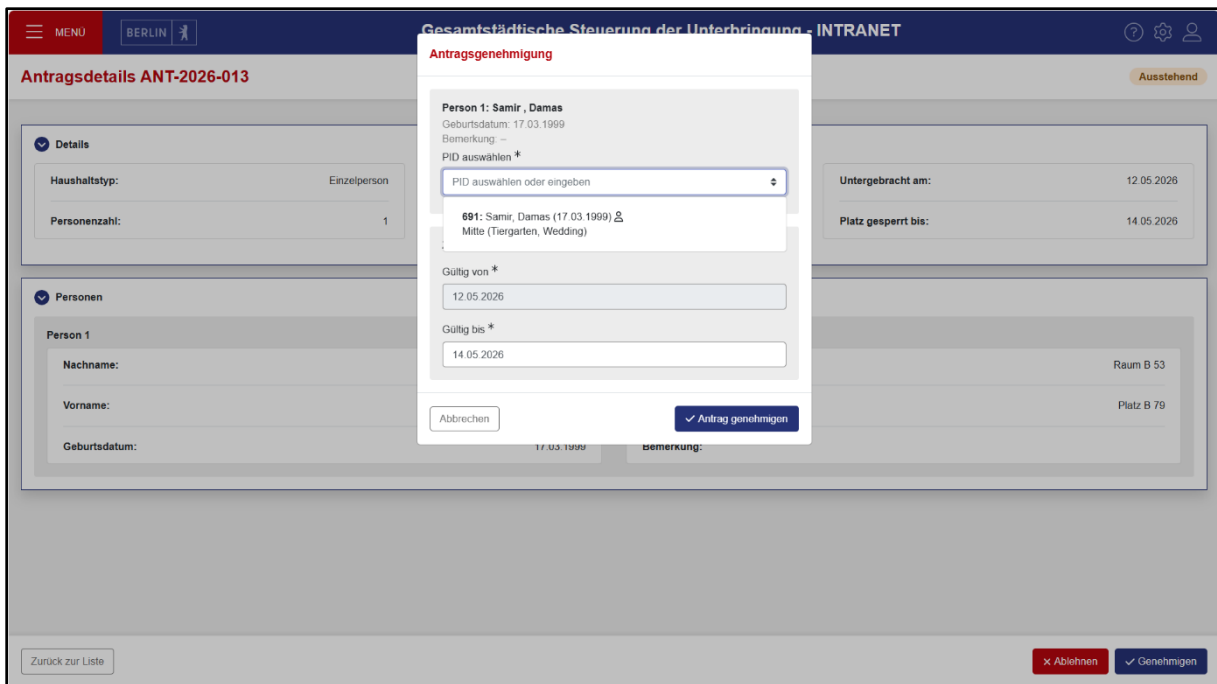 MENÜ
BERLIN
Gesamtstädtische Steuerung der Unterbringung - INTRANET
Antragsdetails ANT-2026-013
Ausstehend
Antragsgenehmigung
Person 1: Samir , Damas
Geburtsdatum: 17.03.1999
Bemerkung: –
PID auswählen *
PID auswählen oder eingeben
691: Samir, Damas (17.03.1999)
Mitte (Tiergarten, Wedding)
Gültig von *
12.05.2026
Gültig bis *
14.05.2026
Abbrechen
Antrag genehmigen
Details
Haushaltstyp: Einzelperson
Personenzahl: 1
Untergebracht am: 12.05.2026
Platz gesperrt bis: 14.05.2026
Personen
Person 1
Nachname:
Raum B 53
Vorname:
Platz B 79
Geburtsdatum: 17.03.1999
Bemerkung:
Zurück zur Liste
Ablehnen
Genehmigen